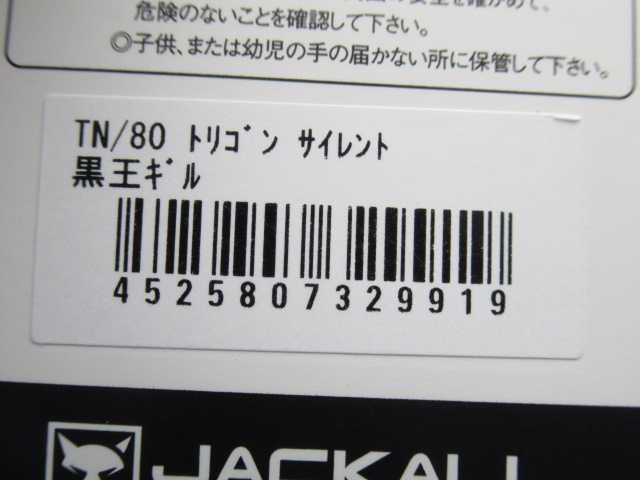 危険のないことを確認して下さい。
◎子供、または幼児の手の届かない所に保管して下さい。
TN/80 ﾄﾘｺﾞﾝ ｻｲﾚﾝﾄ
黒王ｷﾞﾙ
4525807329919
JACKALL